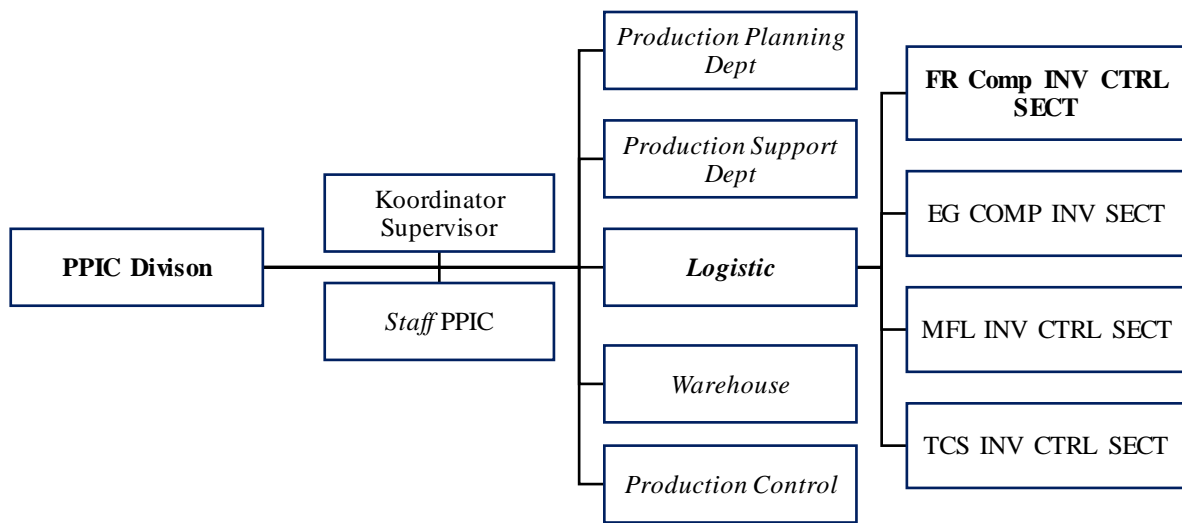 PPIC Divison
Koordinator
Supervisor
Staff PPIC
Production Planning
Dept
Production Support
Dept
Logistic
Warehouse
Production Control
FR Comp INV CTRL
SECT
EG COMP INV SECT
MFL INV CTRL SECT
TCS INV CTRL SECT